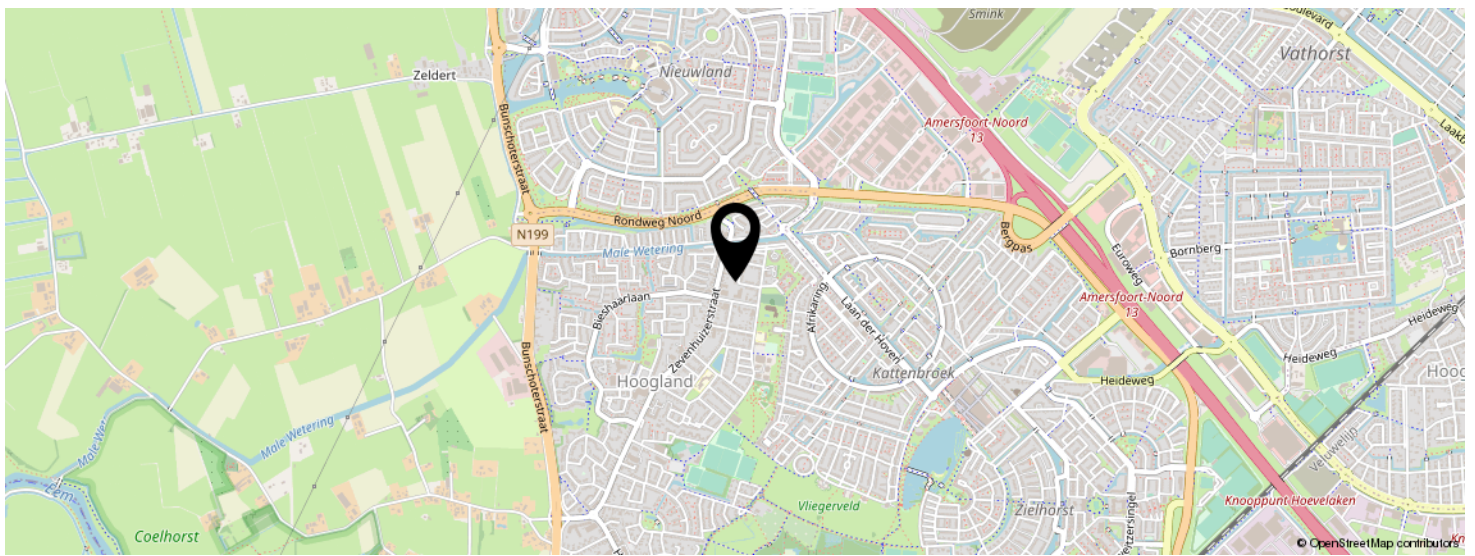 Smink
Boulevard
Vathorst
Nieuwland
Zeldert
Bunschoterstraat
Amersfoort-Noord
13
Rondweg Noord
N199
Male Wetering
Bergpas
Euroweg
Bornberg
Amersfoort-Noord
13
Bieshaarlaan
Zevenhuizerstraat
Afrikaring
Laan der Hoven
Heideweg
Heideweg
Bunschoterstraat
Hoogland
Kattenbroek
Heideweg
Male Wetering
Veluwelijn
Knooppunt Hoevelaken
Vliegerveld
Zielhorst
Coelhorst
© OpenStreetMap contributors